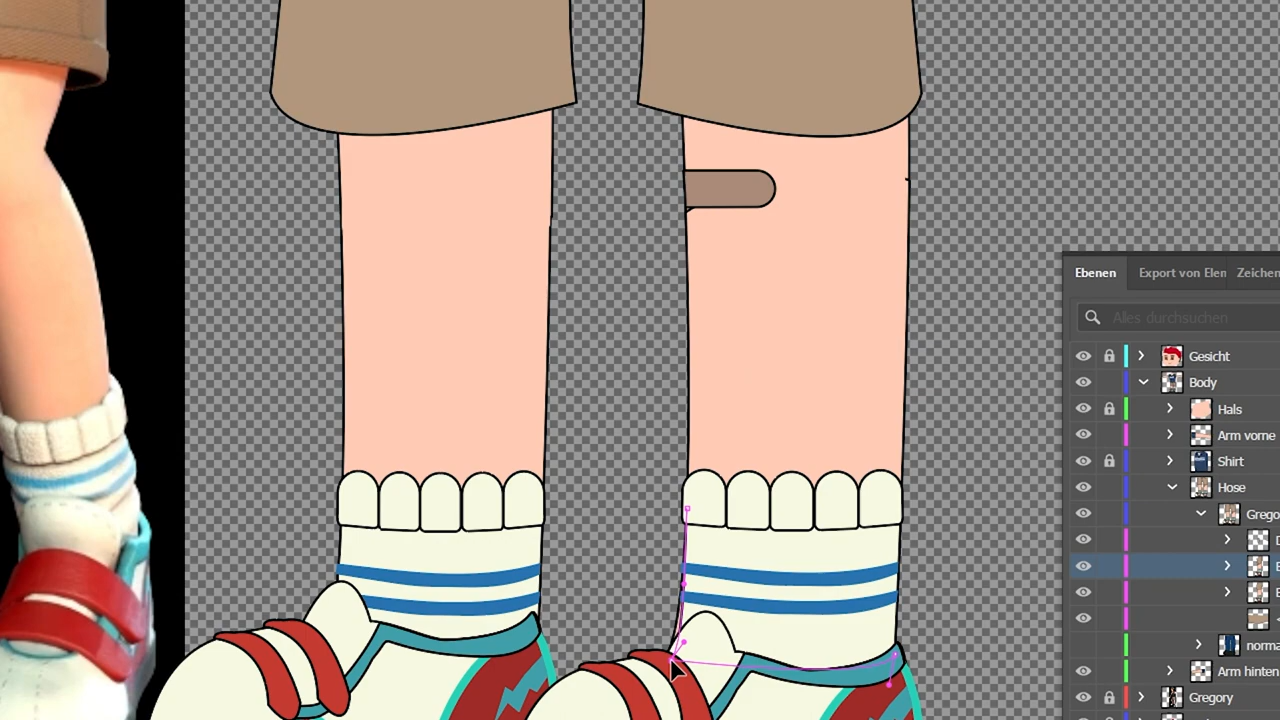 Ebenen Export von Elen Zeichen
Alles durchsuchen
Gesicht
Body
Hals
Arm vorne
Shirt
Hose
Grego
norma
Arm hinten
Gregory